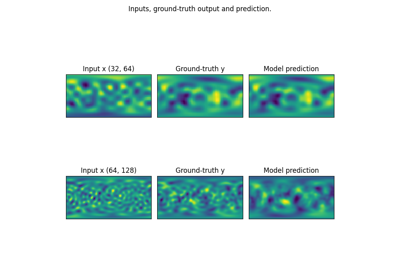 Inputs, ground-truth output and prediction.
Input x (32, 64) Ground-truth y Model prediction
Input x (64, 128) Ground-truth y Model prediction